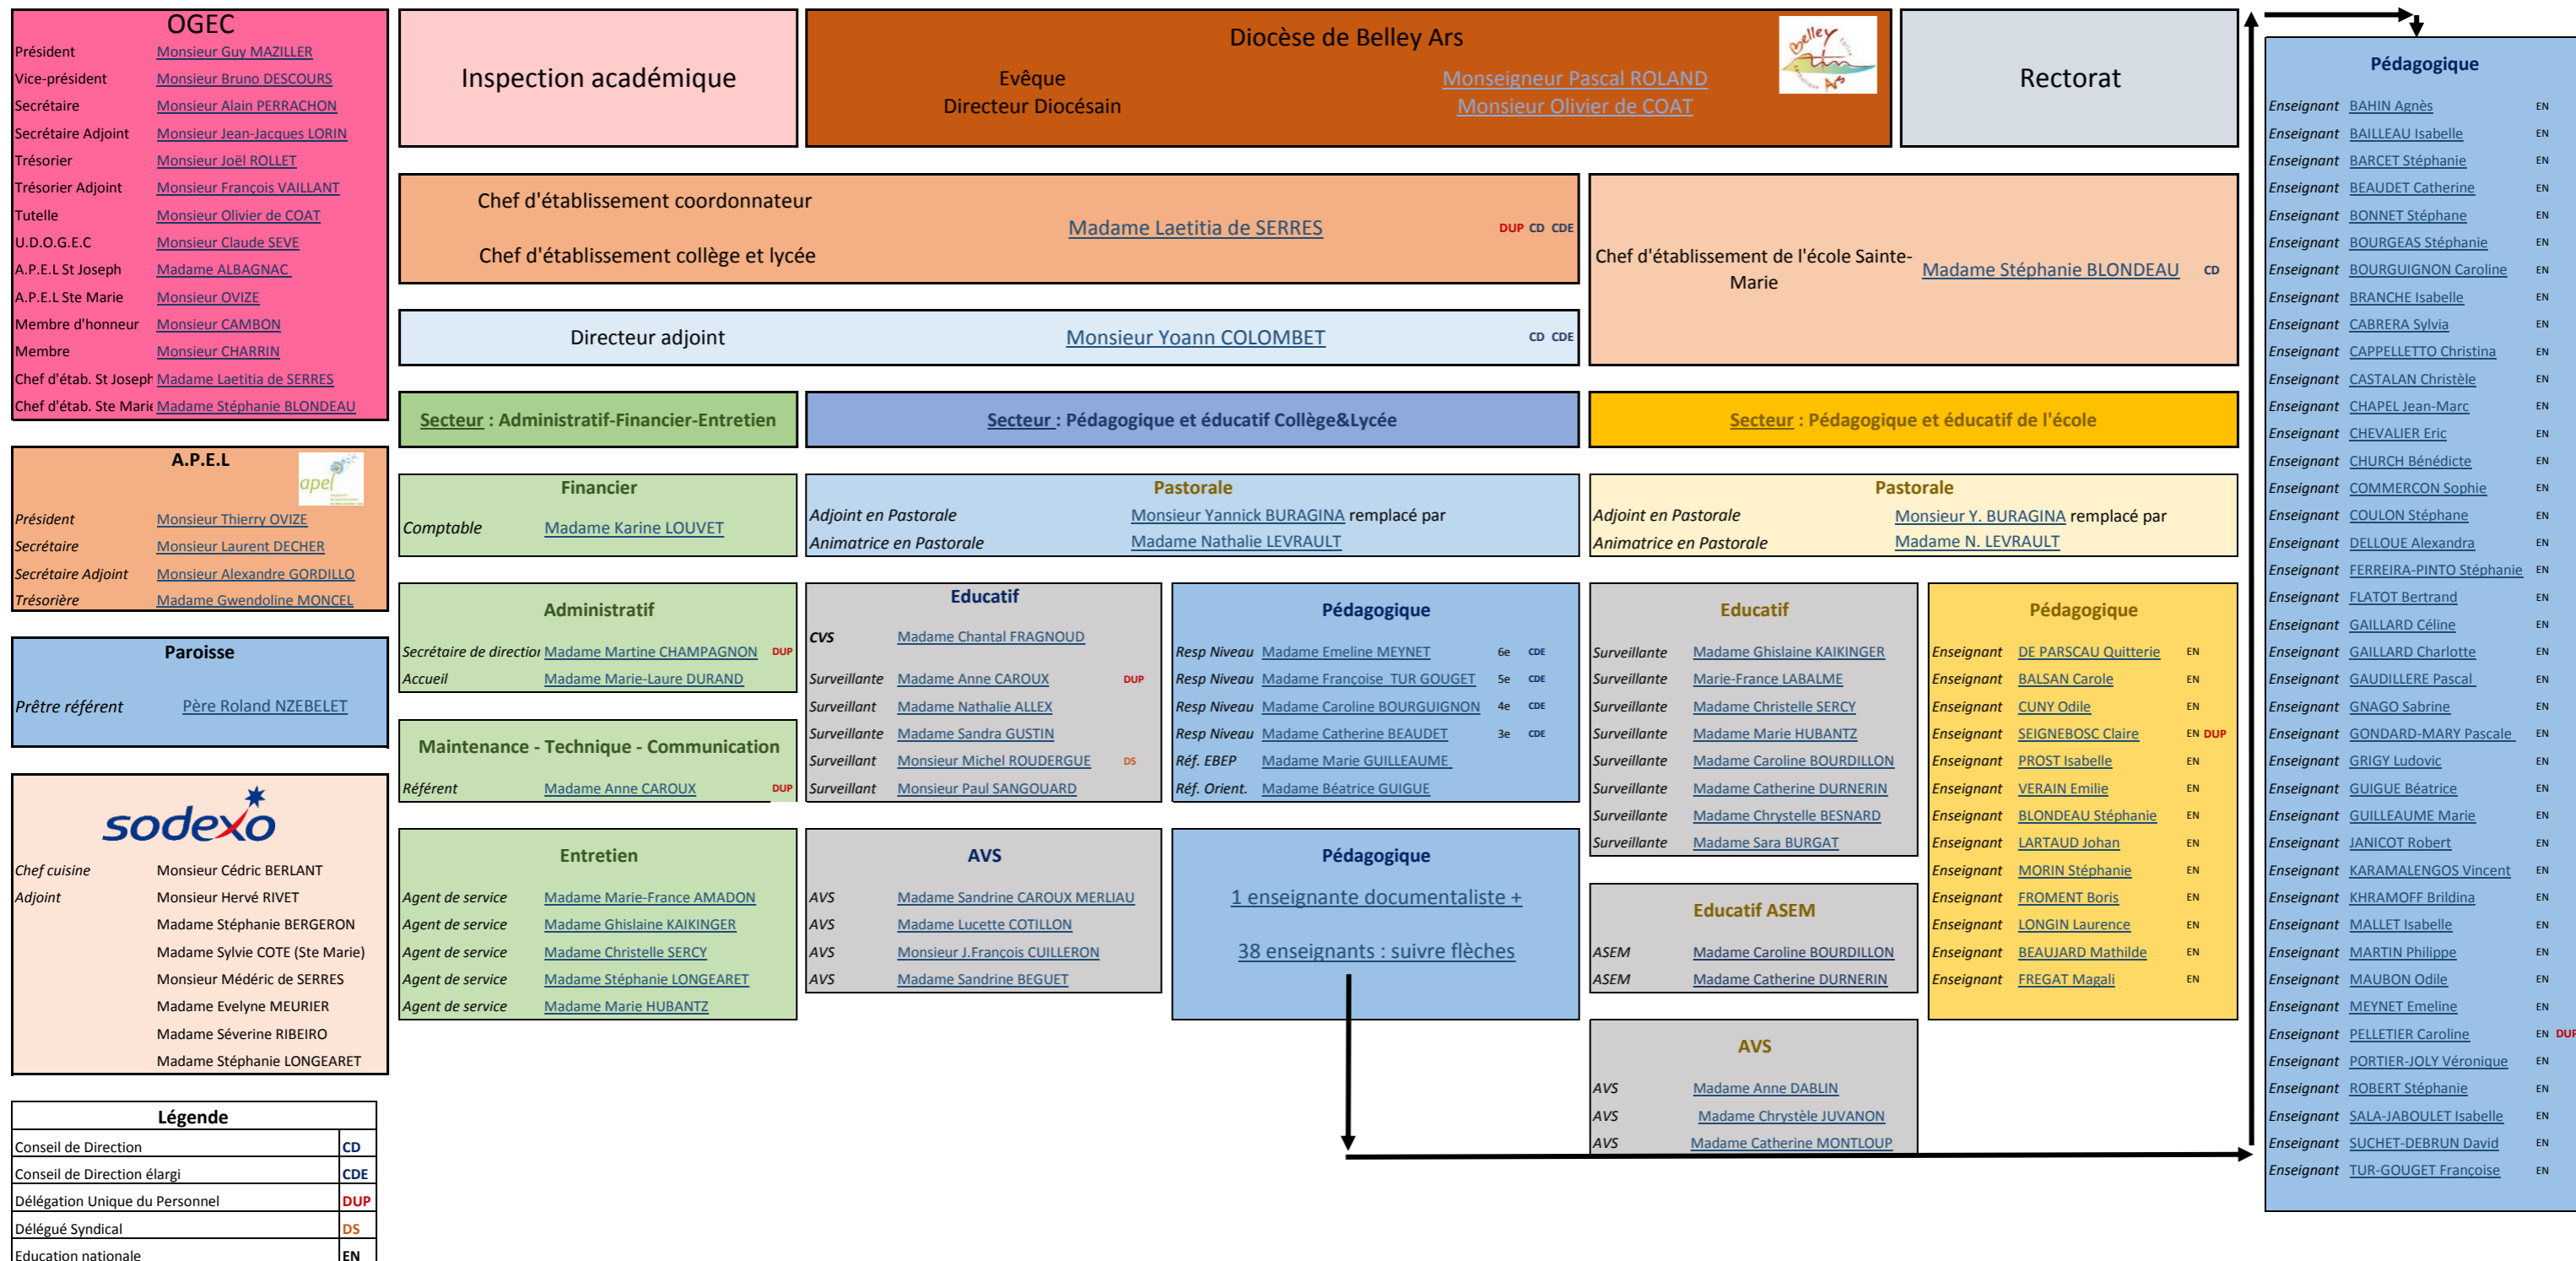 OGEC
Président Monsieur Guy MAZILLER
Vice-président Monsieur Bruno DESCOURS
Secrétaire Monsieur Alain PERRACHON
Secrétaire Adjoint Monsieur Jean-Jacques LORIN
Trésorier Monsieur Joël ROLLET
Trésorier Adjoint Monsieur François VAILLANT
Tutelle Monsieur Olivier de COAT
U.D.O.G.E.C Monsieur Claude SEVE
A.P.E.L St Joseph Madame ALBAGNAC
A.P.E.L Ste Marie Monsieur OVIZE
Membre d'honneur Monsieur CAMBON
Membre Monsieur CHARRIN
Chef d'étab. St Joseph Madame Laetitia de SERRES
Chef d'étab. Ste Marie Madame Stéphanie BLONDEAU
A.P.E.L
apel
Président Monsieur Thierry OVIZE
Secrétaire Monsieur Laurent DECHER
Secrétaire Adjoint Monsieur Alexandre GORDILLO
Trésorière Madame Gwendoline MONCEL
Paroisse
Prêtre référent Père Roland NZEBELET
sodexo
Chef cuisine Monsieur Cédric BERLANT
Adjoint Monsieur Hervé RIVET
Madame Stéphanie BERGERON
Madame Sylvie COTE (Ste Marie)
Monsieur Médéric de SERRES
Madame Evelyne MEURIER
Madame Séverine RIBEIRO
Madame Stéphanie LONGEARET
Légende
Conseil de Direction CD
Conseil de Direction élargi CDE
Délégation Unique du Personnel DUP
Délégué Syndical DS
Education nationale EN
Inspection académique
Diocèse de Belley Ars
Evêque Monseigneur Pascal ROLAND
Directeur Diocésain Monsieur Olivier de COAT
Belley Ars
Rectorat
Chef d'établissement coordonnateur
Madame Laetitia de SERRES DUP CD CDE
Chef d'établissement collège et lycée
Chef d'établissement de l'école Sainte-
Marie
Madame Stéphanie BLONDEAU CD
Directeur adjoint Monsieur Yoann COLOMBET CD CDE
Secteur : Administratif-Financier-Entretien
Secteur : Pédagogique et éducatif Collège&Lycée
Secteur : Pédagogique et éducatif de l'école
Financier
Comptable Madame Karine LOUVET
Pastorale
Adjoint en Pastorale Monsieur Yannick BURAGINA remplacé par
Animatrice en Pastorale Madame Nathalie LEVRAULT
Pastorale
Adjoint en Pastorale Monsieur Y. BURAGINA remplacé par
Animatrice en Pastorale Madame N. LEVRAULT
Administratif
Secrétaire de direction Madame Martine CHAMPAGNON DUP
Accueil Madame Marie-Laure DURAND
Maintenance - Technique - Communication
Référent Madame Anne CAROUX DUP
Entretien
Agent de service Madame Marie-France AMADON
Agent de service Madame Ghislaine KAIKINGER
Agent de service Madame Christelle SERCY
Agent de service Madame Stéphanie LONGEARET
Agent de service Madame Marie HUBANTZ
Educatif
CVS Madame Chantal FRAGNOUD
Surveillante Madame Anne CAROUX DUP
Surveillant Madame Nathalie ALLEX
Surveillante Madame Sandra GUSTIN
Surveillant Monsieur Michel ROUDERGUE DS
Surveillant Monsieur Paul SANGOUARD
AVS
AVS Madame Sandrine CAROUX MERLIAU
AVS Madame Lucette COTILLON
AVS Monsieur J.François CUILLERON
AVS Madame Sandrine BEGUET
Pédagogique
Resp Niveau Madame Emeline MEYNET 6e CDE
Resp Niveau Madame Françoise TUR GOUGET 5e CDE
Resp Niveau Madame Caroline BOURGUIGNON 4e CDE
Resp Niveau Madame Catherine BEAUDET 3e CDE
Réf. EBEP Madame Marie GUILLEAUME
Réf. Orient. Madame Béatrice GUIGUE
Pédagogique
1 enseignante documentaliste +
38 enseignants : suivre flèches
Educatif
Surveillante Madame Ghislaine KAIKINGER
Surveillante Marie-France LABALME
Surveillante Madame Christelle SERCY
Surveillante Madame Marie HUBANTZ
Surveillante Madame Caroline BOURDILLON
Surveillante Madame Catherine DURNERIN
Surveillante Madame Chrystelle BESNARD
Surveillante Madame Sara BURGAT
Educatif ASEM
ASEM Madame Caroline BOURDILLON
ASEM Madame Catherine DURNERIN
AVS
AVS Madame Anne DABLIN
AVS Madame Chrystèle JUVANON
AVS Madame Catherine MONTLOUP
Pédagogique
Enseignant DE PARSCAU Quitterie EN
Enseignant BALSAN Carole EN
Enseignant CUNY Odile EN
Enseignant SEIGNEBOSC Claire EN DUP
Enseignant PROST Isabelle EN
Enseignant VERAIN Emilie EN
Enseignant BLONDEAU Stéphanie EN
Enseignant LARTAUD Johan EN
Enseignant MORIN Stéphanie EN
Enseignant FROMENT Boris EN
Enseignant LONGIN Laurence EN
Enseignant BEAUJARD Mathilde EN
Enseignant FREGAT Magali EN
Pédagogique
Enseignant BAHIN Agnès EN
Enseignant BAILLEAU Isabelle EN
Enseignant BARCET Stéphanie EN
Enseignant BEAUDET Catherine EN
Enseignant BONNET Stéphane EN
Enseignant BOURGEAS Stéphanie EN
Enseignant BOURGUIGNON Caroline EN
Enseignant BRANCHE Isabelle EN
Enseignant CABRERA Sylvia EN
Enseignant CAPPELLETTO Christina EN
Enseignant CASTALAN Christèle EN
Enseignant CHAPEL Jean-Marc EN
Enseignant CHEVALIER Eric EN
Enseignant CHURCH Bénédicte EN
Enseignant COMMERCON Sophie EN
Enseignant COULON Stéphane EN
Enseignant DELLOUE Alexandra EN
Enseignant FERREIRA-PINTO Stéphanie EN
Enseignant FLATOT Bertrand EN
Enseignant GAILLARD Céline EN
Enseignant GAILLARD Charlotte EN
Enseignant GAUDILLERE Pascal EN
Enseignant GNAGO Sabrine EN
Enseignant GONDARD-MARY Pascale EN
Enseignant GRIGY Ludovic EN
Enseignant GUIGUE Béatrice EN
Enseignant GUILLEAUME Marie EN
Enseignant JANICOT Robert EN
Enseignant KARAMALENGOS Vincent EN
Enseignant KHRAMOFF Brildina EN
Enseignant MALLET Isabelle EN
Enseignant MARTIN Philippe EN
Enseignant MAUBON Odile EN
Enseignant MEYNET Emeline EN
Enseignant PELLETIER Caroline EN DUP
Enseignant PORTIER-JOLY Véronique EN
Enseignant ROBERT Stéphanie EN
Enseignant SALA-JABOULET Isabelle EN
Enseignant SUCHET-DEBRUN David EN
Enseignant TUR-GOUGET Françoise EN